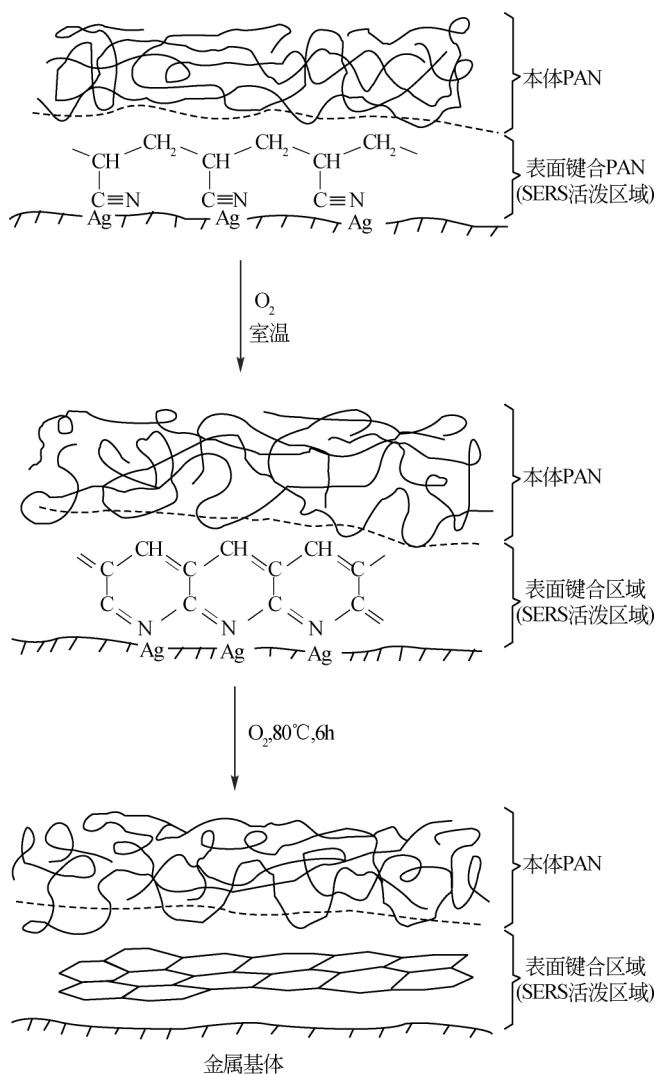 本体PAN
CH CH₂ CH CH₂ CH CH₂
C≡N C≡N C≡N
Ag Ag Ag
表面键合PAN
(SERS活泼区域)
O₂
室温
本体PAN
CH CH CH
C C C C
C C C C
N N N
Ag Ag Ag
表面键合区域
(SERS活泼区域)
O₂,80℃,6h
本体PAN
表面键合区域
(SERS活泼区域)
金属基体